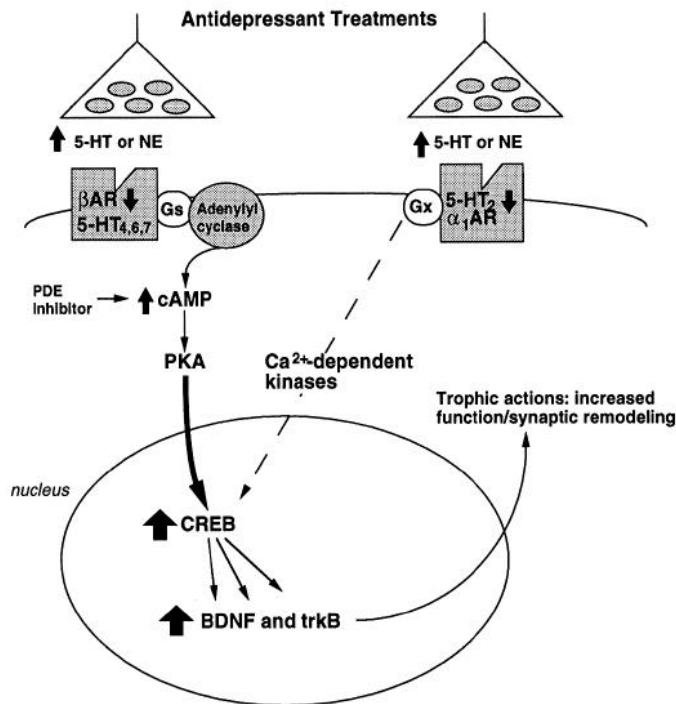 Antidepressant Treatments
5-HT or NE
5-HT or NE
βAR
5-HT4,6,7
Gs
Adenylyl
cyclase
Gx
5-HT2
α1AR
PDE
inhibitor
cAMP
PKA
Ca2+-dependent
kinases
Trophic actions: increased
function/synaptic remodeling
nucleus
CREB
BDNF and trkB